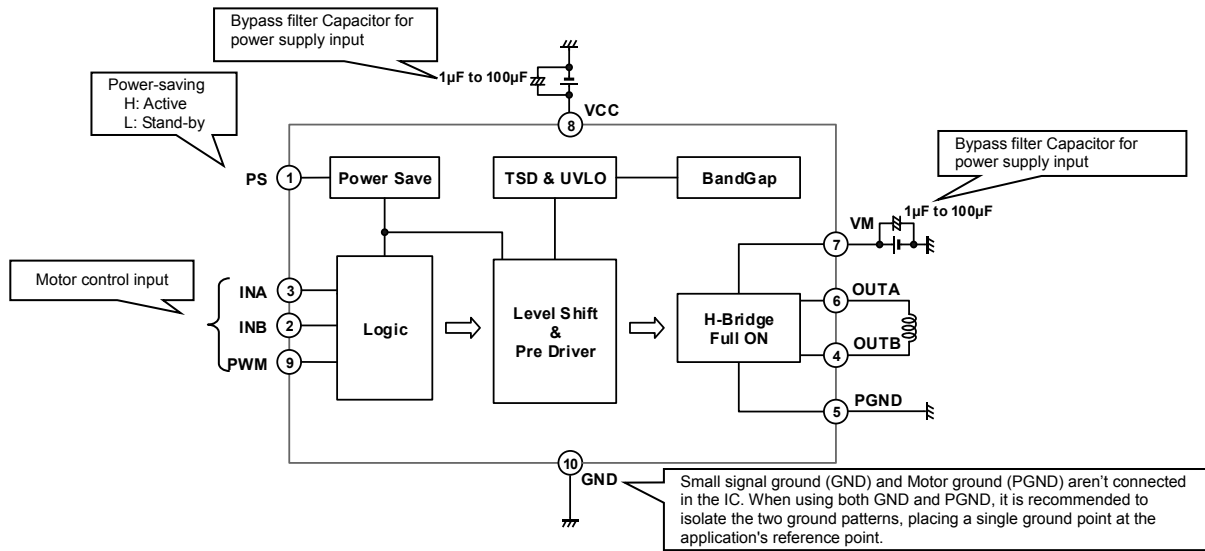 Bypass filter Capacitor for
power supply input
1µF to 100µF
Power-saving
H: Active
L: Stand-by
VCC
8
Bypass filter Capacitor for
power supply input
PS
1
Power Save
TSD & UVLO
BandGap
1µF to 100µF
VM
7
Motor control input
INA
3
INB
2
PWM
9
Logic
Level Shift
&
Pre Driver
H-Bridge
Full ON
OUTA
6
OUTB
4
PGND
5
10
GND
Small signal ground (GND) and Motor ground (PGND) aren't connected
in the IC. When using both GND and PGND, it is recommended to
isolate the two ground patterns, placing a single ground point at the
application's reference point.